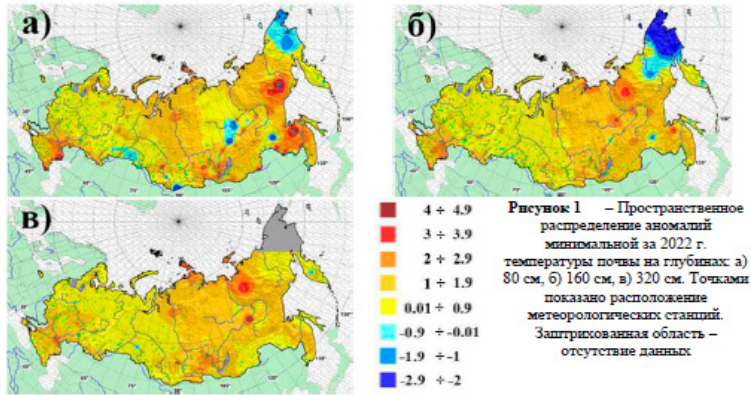 а)
б)
в)
4 ÷ 4.9
3 ÷ 3.9
2 ÷ 2.9
1 ÷ 1.9
0.01 ÷ 0.9
-0.9 ÷ -0.01
-1.9 ÷ -1
-2.9 ÷ -2
Рисунок 1 – Пространственное
распределение аномалий
минимальной за 2022 г.
температуры почвы на глубинах: а)
80 см, б) 160 см, в) 320 см. Точками
показано расположение
метеорологических станций.
Заштрихованная область –
отсутствие данных